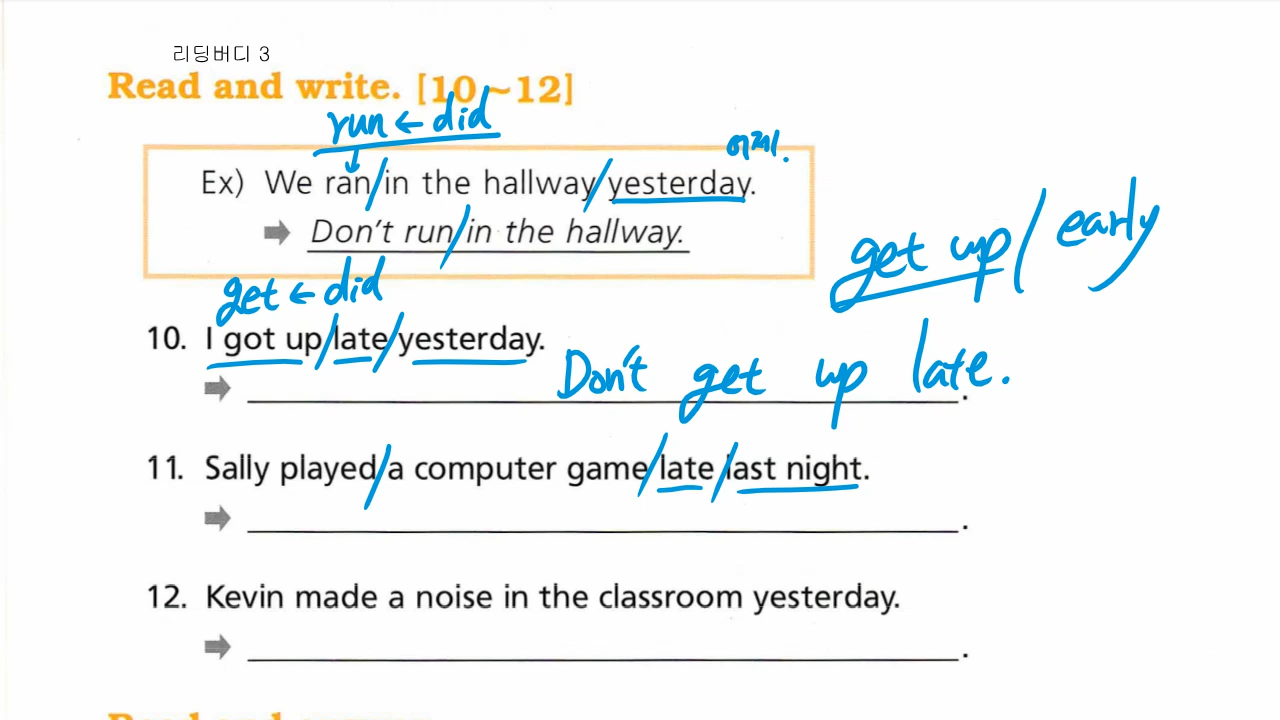 리딩버디 3
Read and write. [10~12]
run ← did
어제.
Ex) We ran/in the hallway/yesterday.
Don't run/in the hallway.
get up/early
get ← did
10. I got up/late/yesterday.
Don't get up late.
11. Sally played/a computer game/late/last night.
12. Kevin made a noise in the classroom yesterday.